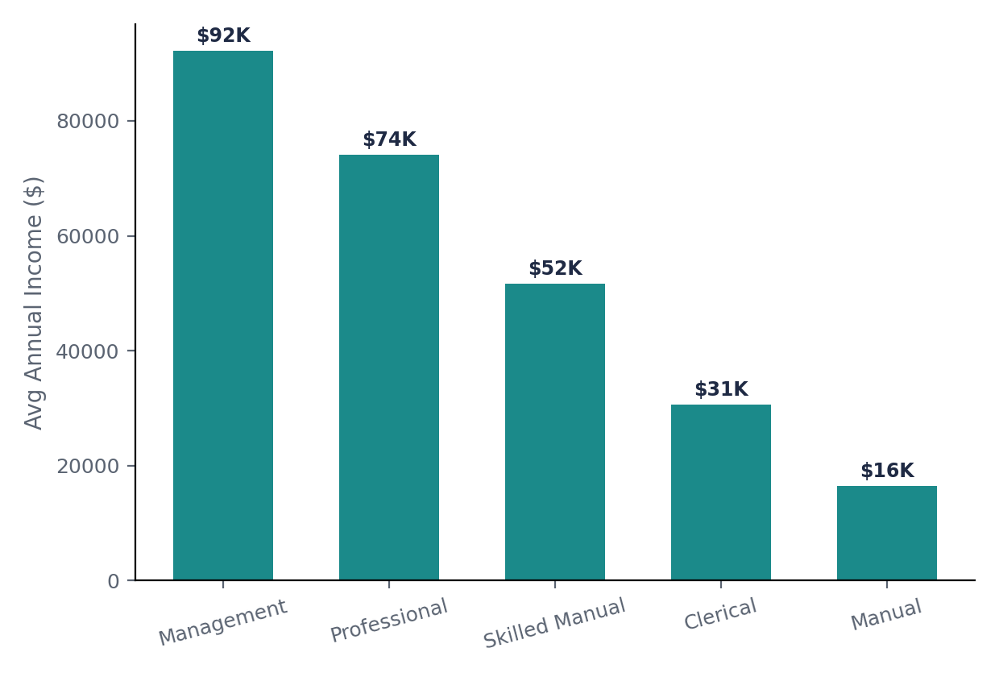 $92K
$74K
$52K
$31K
$16K
80000
60000
40000
20000
0
Avg Annual Income ($)
Management
Professional
Skilled Manual
Clerical
Manual